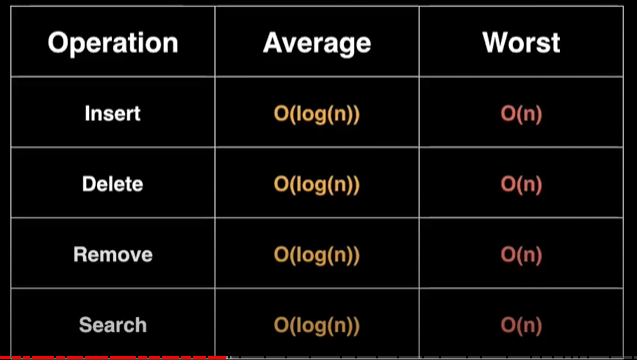 Operation Average Worst
Insert O(log(n)) O(n)
Delete O(log(n)) O(n)
Remove O(log(n)) O(n)
Search O(log(n)) O(n)